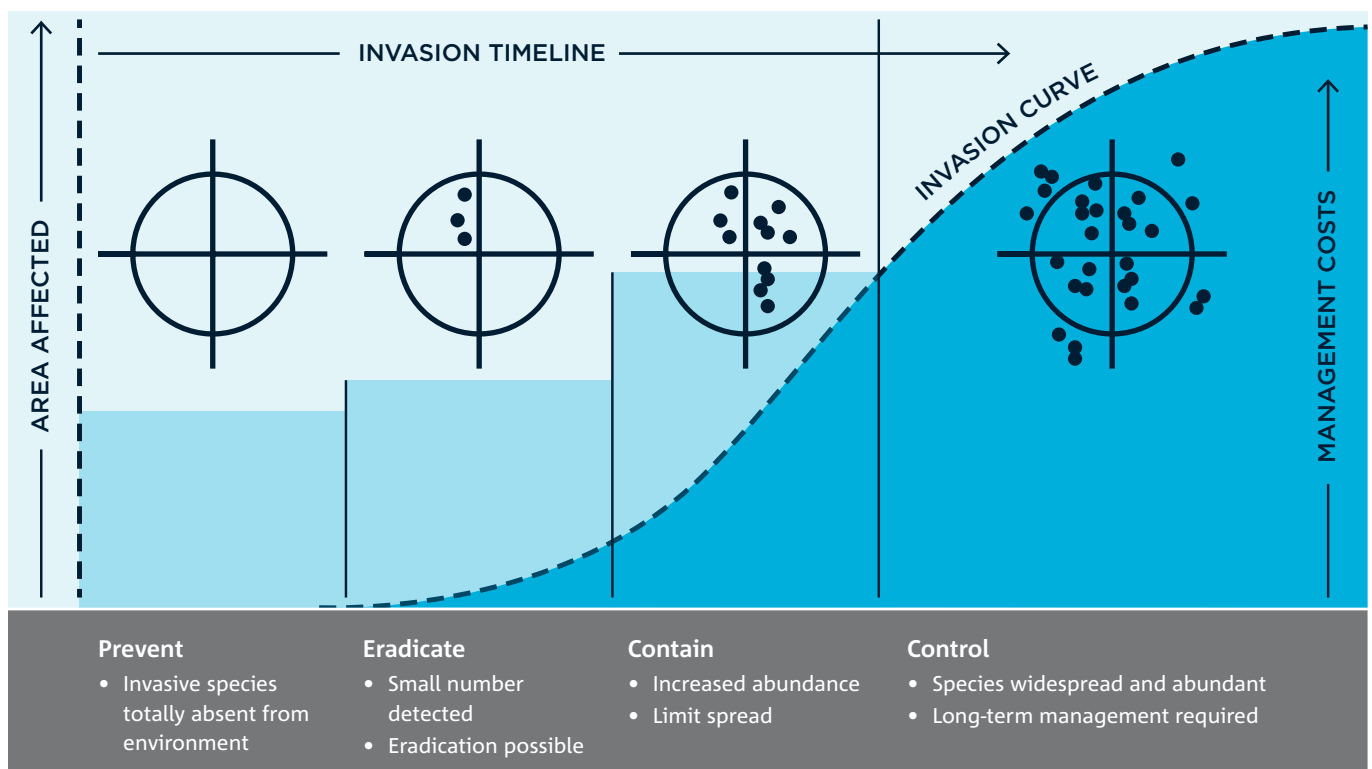 INVASION TIMELINE
AREA AFFECTED
INVASION CURVE
MANAGEMENT COSTS
Prevent
• Invasive species
totally absent from
environment
Eradicate
• Small number
detected
• Eradication possible
Contain
• Increased abundance
• Limit spread
Control
• Species widespread and abundant
• Long-term management required